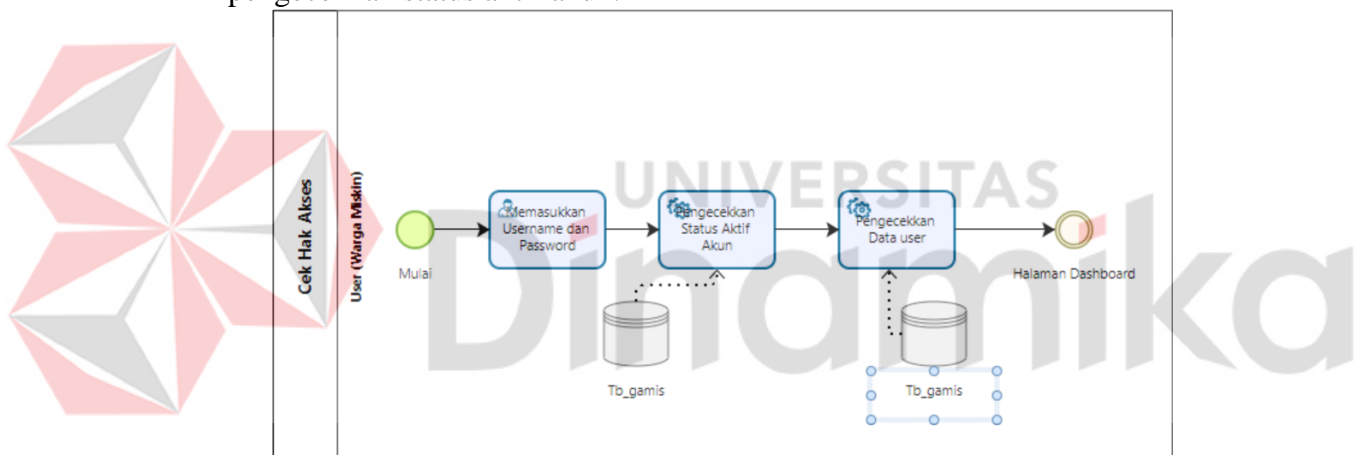 Cek Hak Akses
User (Warga Miskin)
Mulai
Memasukkan
Username dan
Password
Pengecekkan
Status Aktif
Akun
Pengecekkan
Data user
Halaman Dashboard
Tb_gamis
Tb_gamis
UNIVERSITAS
Dinamika